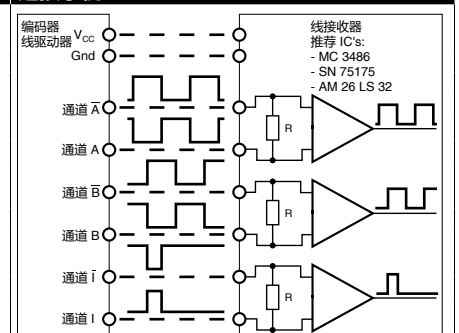 编码器
线驱动器 VCC
Gnd
线接收器
推荐 IC's:
- MC 3486
- SN 75175
- AM 26 LS 32
通道 A̅
R
通道 A
通道 B̅
R
通道 B
通道 I̅
R
通道 I